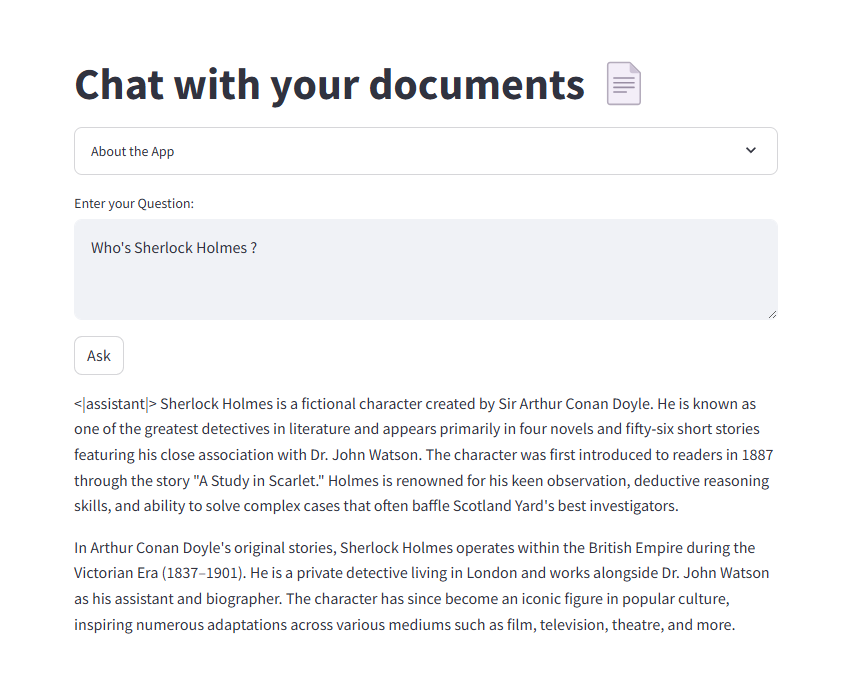 Chat with your documents
About the App
Enter your Question:
Who's Sherlock Holmes ?
Ask
<|assistant|> Sherlock Holmes is a fictional character created by Sir Arthur Conan Doyle. He is known as
one of the greatest detectives in literature and appears primarily in four novels and fifty-six short stories
featuring his close association with Dr. John Watson. The character was first introduced to readers in 1887
through the story "A Study in Scarlet." Holmes is renowned for his keen observation, deductive reasoning
skills, and ability to solve complex cases that often baffle Scotland Yard's best investigators.
In Arthur Conan Doyle's original stories, Sherlock Holmes operates within the British Empire during the
Victorian Era (1837–1901). He is a private detective living in London and works alongside Dr. John Watson
as his assistant and biographer. The character has since become an iconic figure in popular culture,
inspiring numerous adaptations across various mediums such as film, television, theatre, and more.